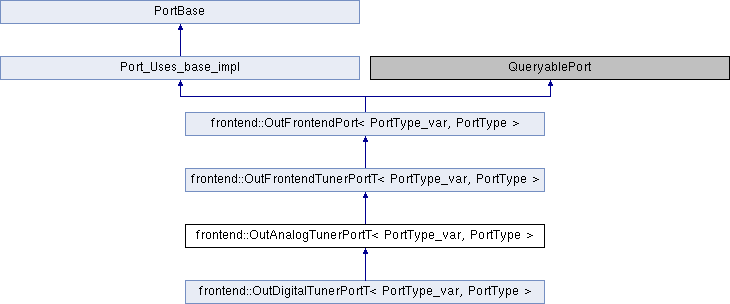 PortBase
Port_Uses_base_impl
QueryablePort
frontend::OutFrontendPort< PortType_var, PortType >
frontend::OutFrontendTunerPortT< PortType_var, PortType >
frontend::OutAnalogTunerPortT< PortType_var, PortType >
frontend::OutDigitalTunerPortT< PortType_var, PortType >